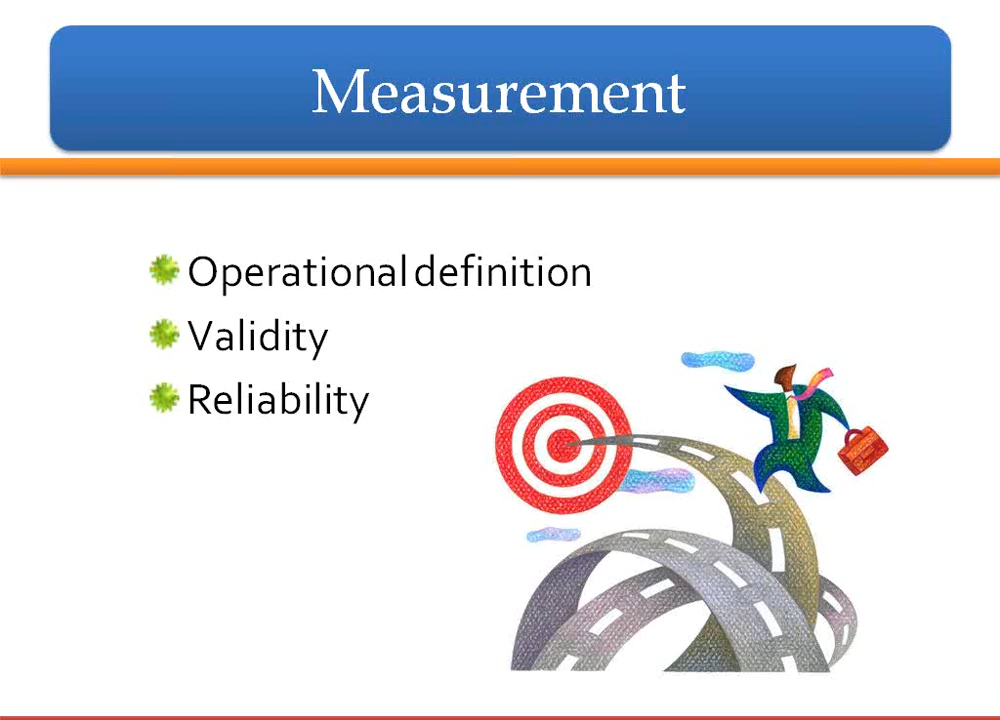 Measurement
Operational definition
Validity
Reliability